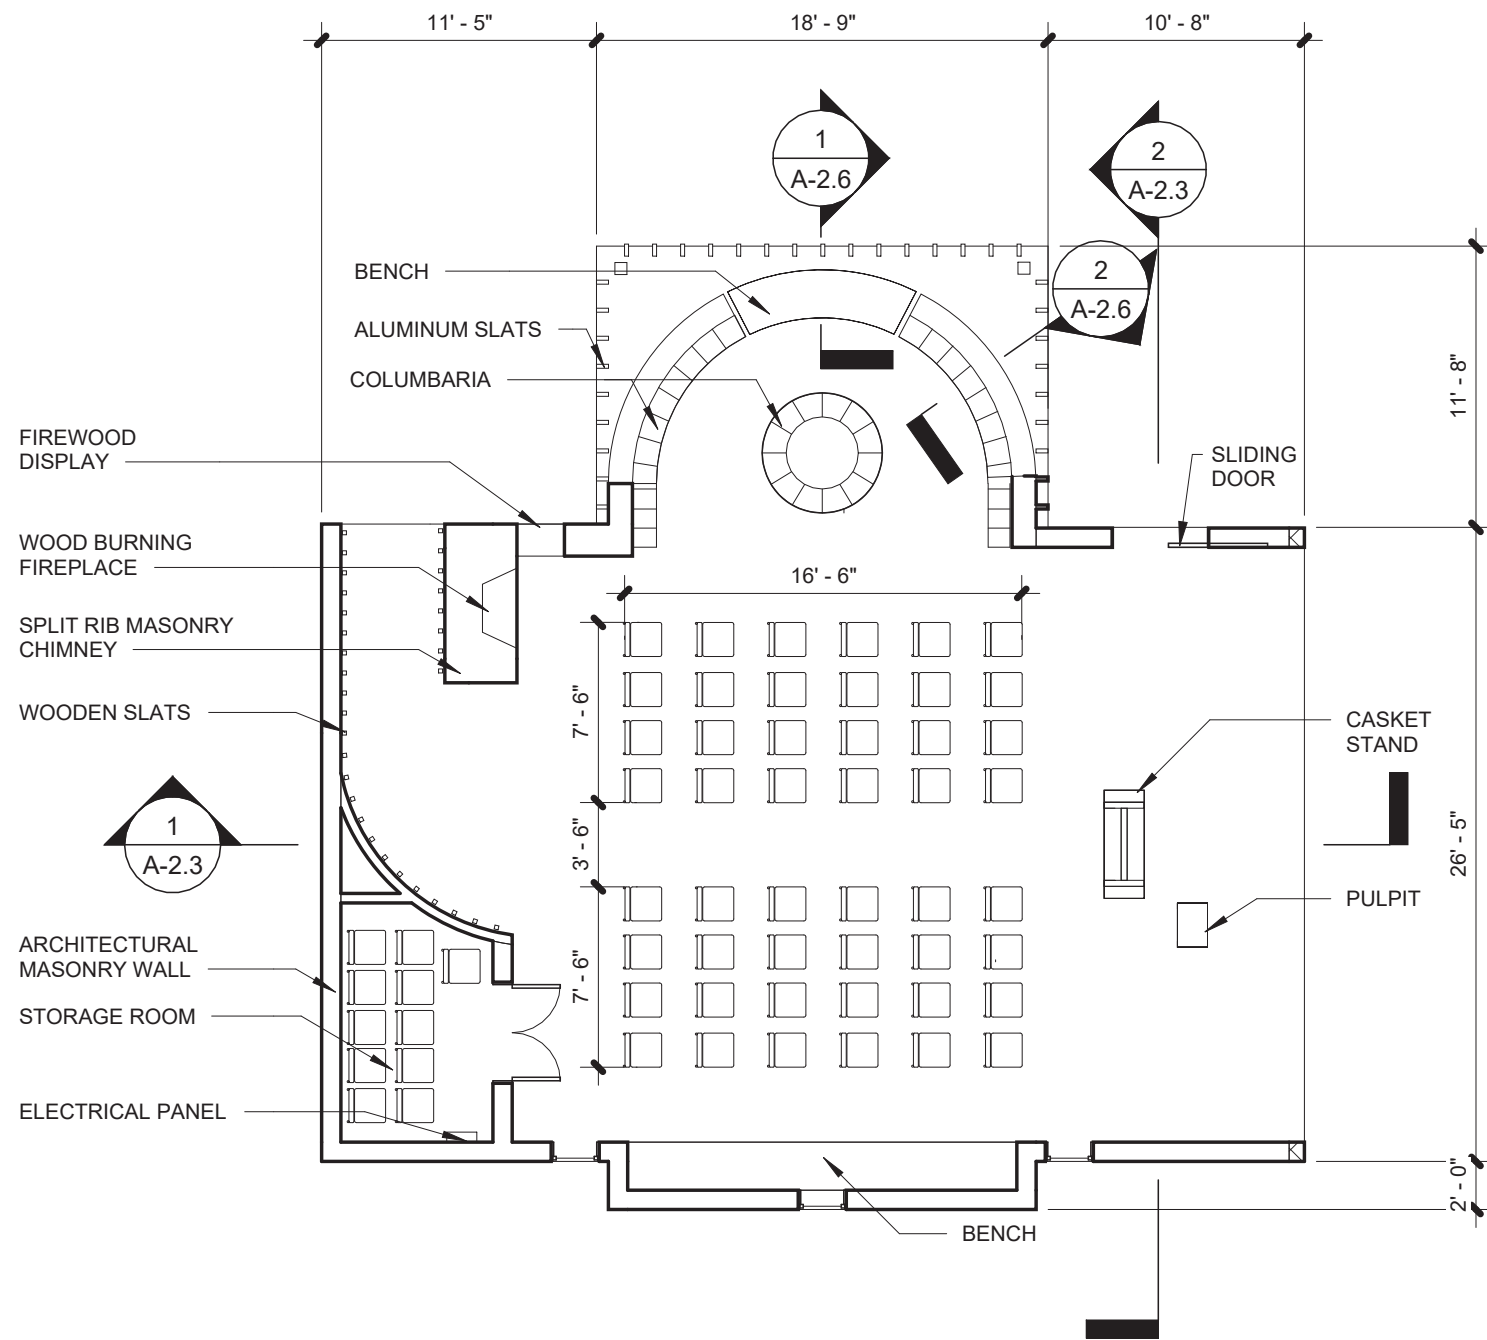 11' - 5"
18' - 9"
10' - 8"
1
A-2.6
2
A-2.3
2
A-2.6
BENCH
ALUMINUM SLATS
COLUMBARIA
11' - 8"
FIREWOOD
DISPLAY
SLIDING
DOOR
WOOD BURNING
FIREPLACE
16' - 6"
SPLIT RIB MASONRY
CHIMNEY
WOODEN SLATS
7' - 6"
CASKET
STAND
1
A-2.3
3' - 6"
26' - 5"
PULPIT
ARCHITECTURAL
MASONRY WALL
7' - 6"
STORAGE ROOM
ELECTRICAL PANEL
2' - 0"
BENCH